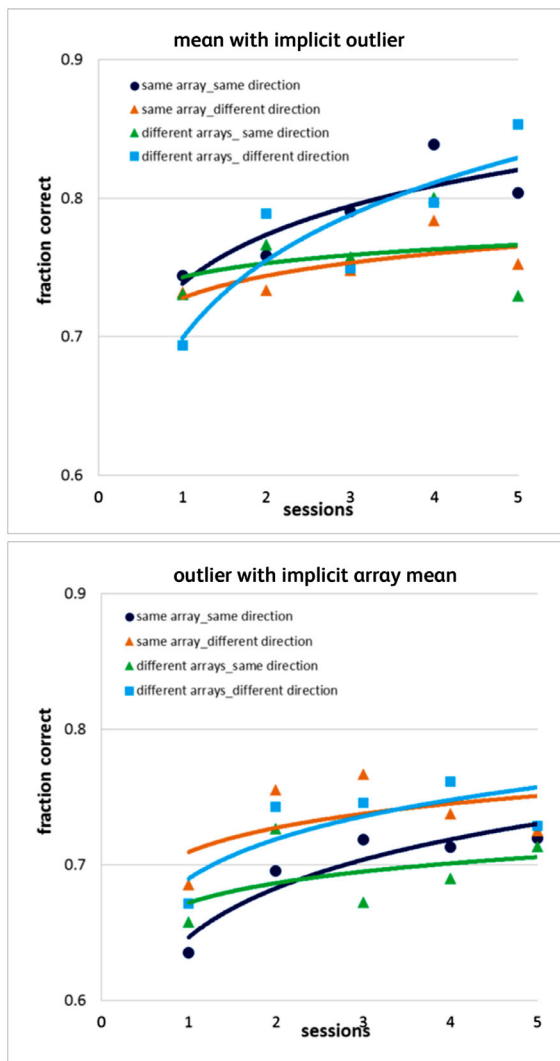 mean with implicit outlier
0.9
same array_same direction
same array_different direction
different arrays_ same direction
different arrays_ different direction
0.8
fraction correct
0.7
0.6
0 1 2 3 4 5
sessions
outlier with implicit array mean
0.9
same array_same direction
same array_different direction
different arrays_same direction
different arrays_different direction
0.8
fraction correct
0.7
0.6
0 1 2 3 4 5
sessions